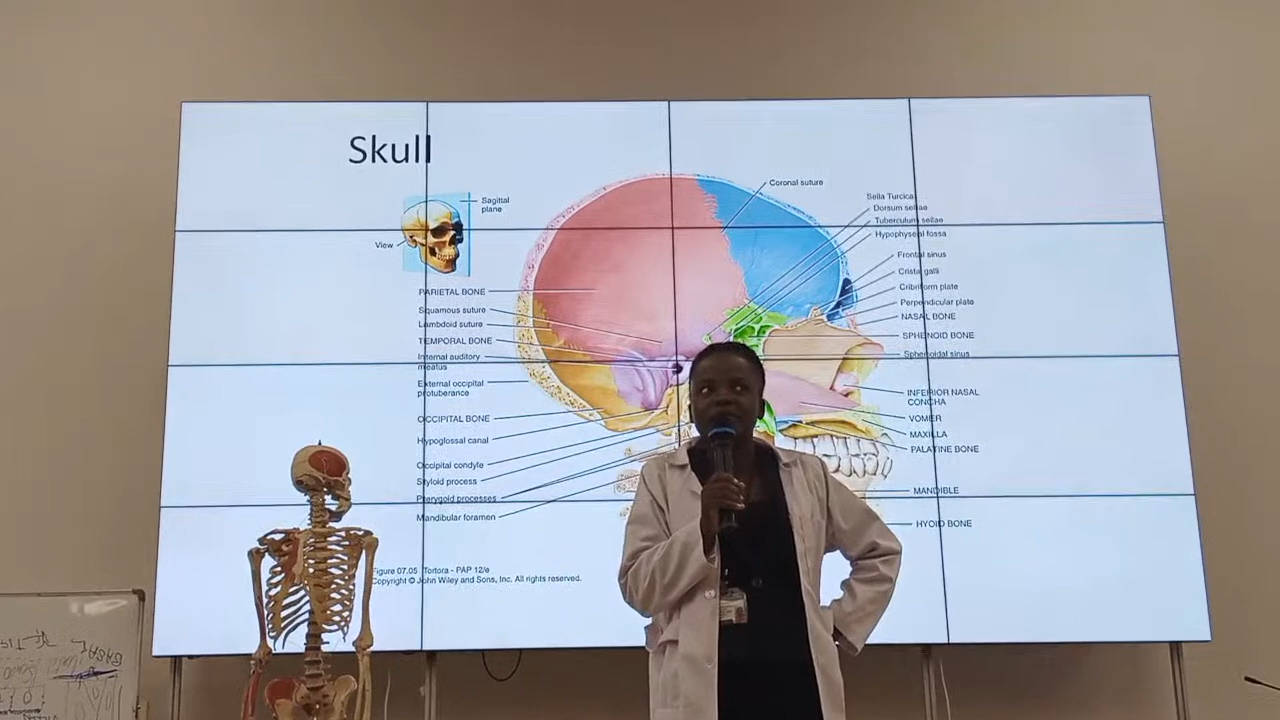 Skull
Sagittal
plane
View
PARIETAL BONE
Squamous suture
Lambdoid suture
TEMPORAL BONE
Internal auditory
meatus
External occipital
protuberance
OCCIPITAL BONE
Hypoglossal canal
Occipital condyle
Styloid process
Pterygoid processes
Mandibular foramen
Coronal suture
Sella Turcica
Dorsum sellae
Tuberculum sellae
Hypophyseal fossa
Frontal sinus
Crista galli
Cribriform plate
Perpendicular plate
NASAL BONE
SPHENOID BONE
Sphenoidal sinus
INFERIOR NASAL
CONCHA
VOMER
MAXILLA
PALATINE BONE
MANDIBLE
HYOID BONE
Figure 07.05 Tortora - PAP 12/e
Copyright © John Wiley and Sons, Inc. All rights reserved.